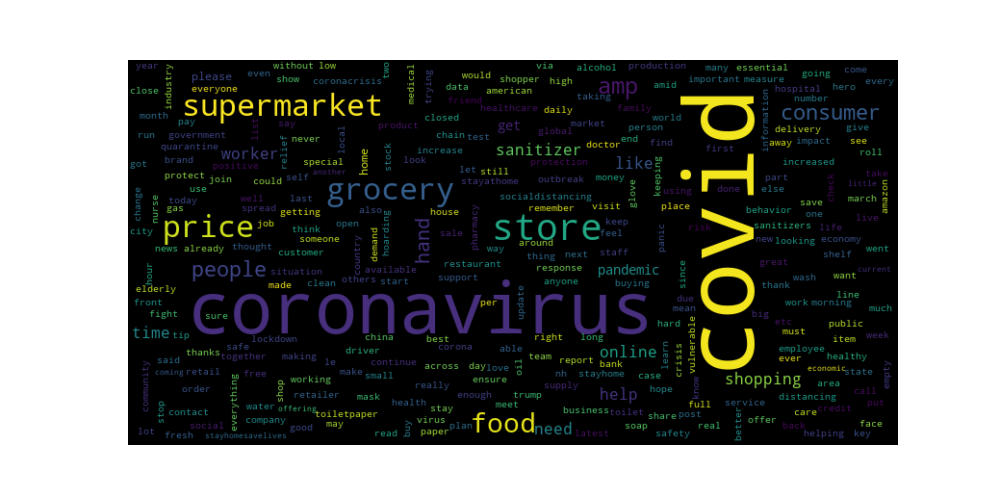 year
industry
without low
two
via
alcohol
production
many
essential
come
please
even
show
coronacrisis
medical
trying
would
shopper
high
amp
amid
important measure
going
every
close
everyone
data
american
taking
hospital
hero
supermarket
friend
healthcare
daily
family
number
month
pay
list
say
product
closed
get
global
market
person
world
information
consumer
run
government
never
local
chain
test
doctor
end
find
first
delivery
give
quarantine
relief
stock
increase
sanitizer
away
impact
see
got
brand
worker
positive
special
home
look
protection
like
keeping
increased
roll
protect
join
could
self
another
let
still
stayathome
outbreak
money
glove
using
done
part
else
check
take
little
change
nurse
use
grocery
socialdistancing
save
march
amazon
today
well
last
remember
visit
place
covid
behavior
one
gas
spread
getting
also
house
pharmacy
store
keep
risk
sanitizers
life
live
city
price
job
think
open
demand
hoarding
hand
sale
around
feel
panic
new
looking
economy
news
already
thought
someone
customer
country
way
thing
next
staff
shelf
went
hour
people
situation
available
restaurant
response
pandemic
since
great
want
current
elderly
made
clean
others
start
support
anyone
buying
thank
wash
line
front
coronavirus
per
update
due
mean
work
morning
much
fight
sure
big
public
time
tip
lockdown
china
best
right
long
hard
vulnerable
etc
must
item
week
thanks
safe
together
making
driver
corona
able
online
learn
crisis
employee
healthy
community
said
coming
retail
free
le
make
small
continue
across
day
love
oil
team
report
bank
nh
stayhome
case
know
ever
economic
state
empty
everything
shop
working
really
ensure
supply
hope
shopping
area
order
retailer
mask
health
enough
trump
help
full
service
distancing
call
put
stop
contact
water
offering
toiletpaper
stay
meet
business
toilet
share
post
better
offer
care
credit
social
company
may
virus
plan
food
need
soap
real
back
face
lot
fresh
stayhomesavelives
good
read
buy
paper
latest
safety
helping
key